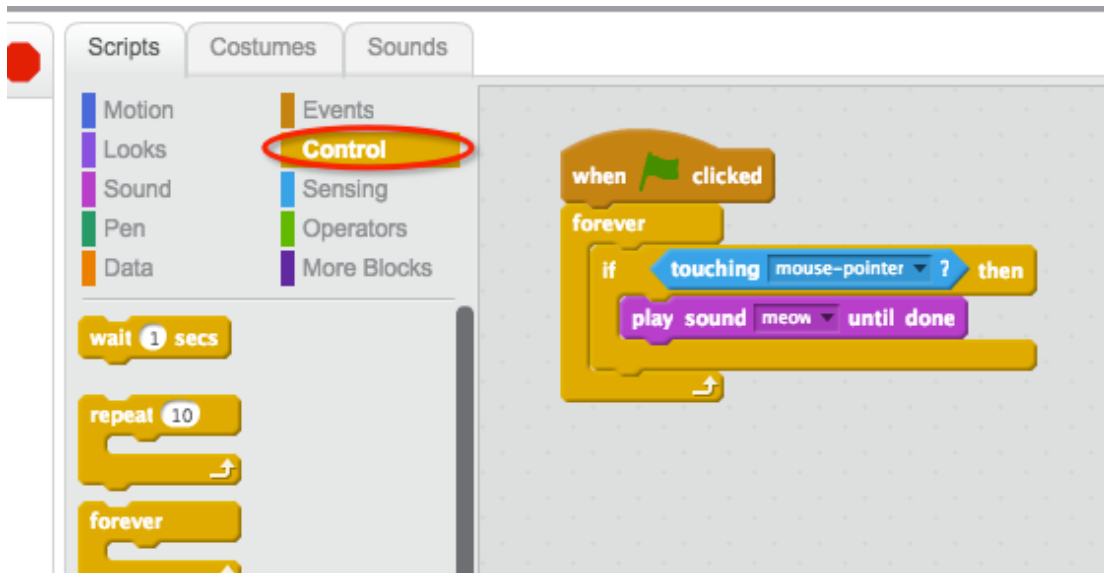 Scripts Costumes Sounds
Motion Events
Looks Control
Sound Sensing
Pen Operators
Data More Blocks
wait 1 secs
repeat 10
forever
when clicked
forever
if touching mouse-pointer ? then
play sound meow until done